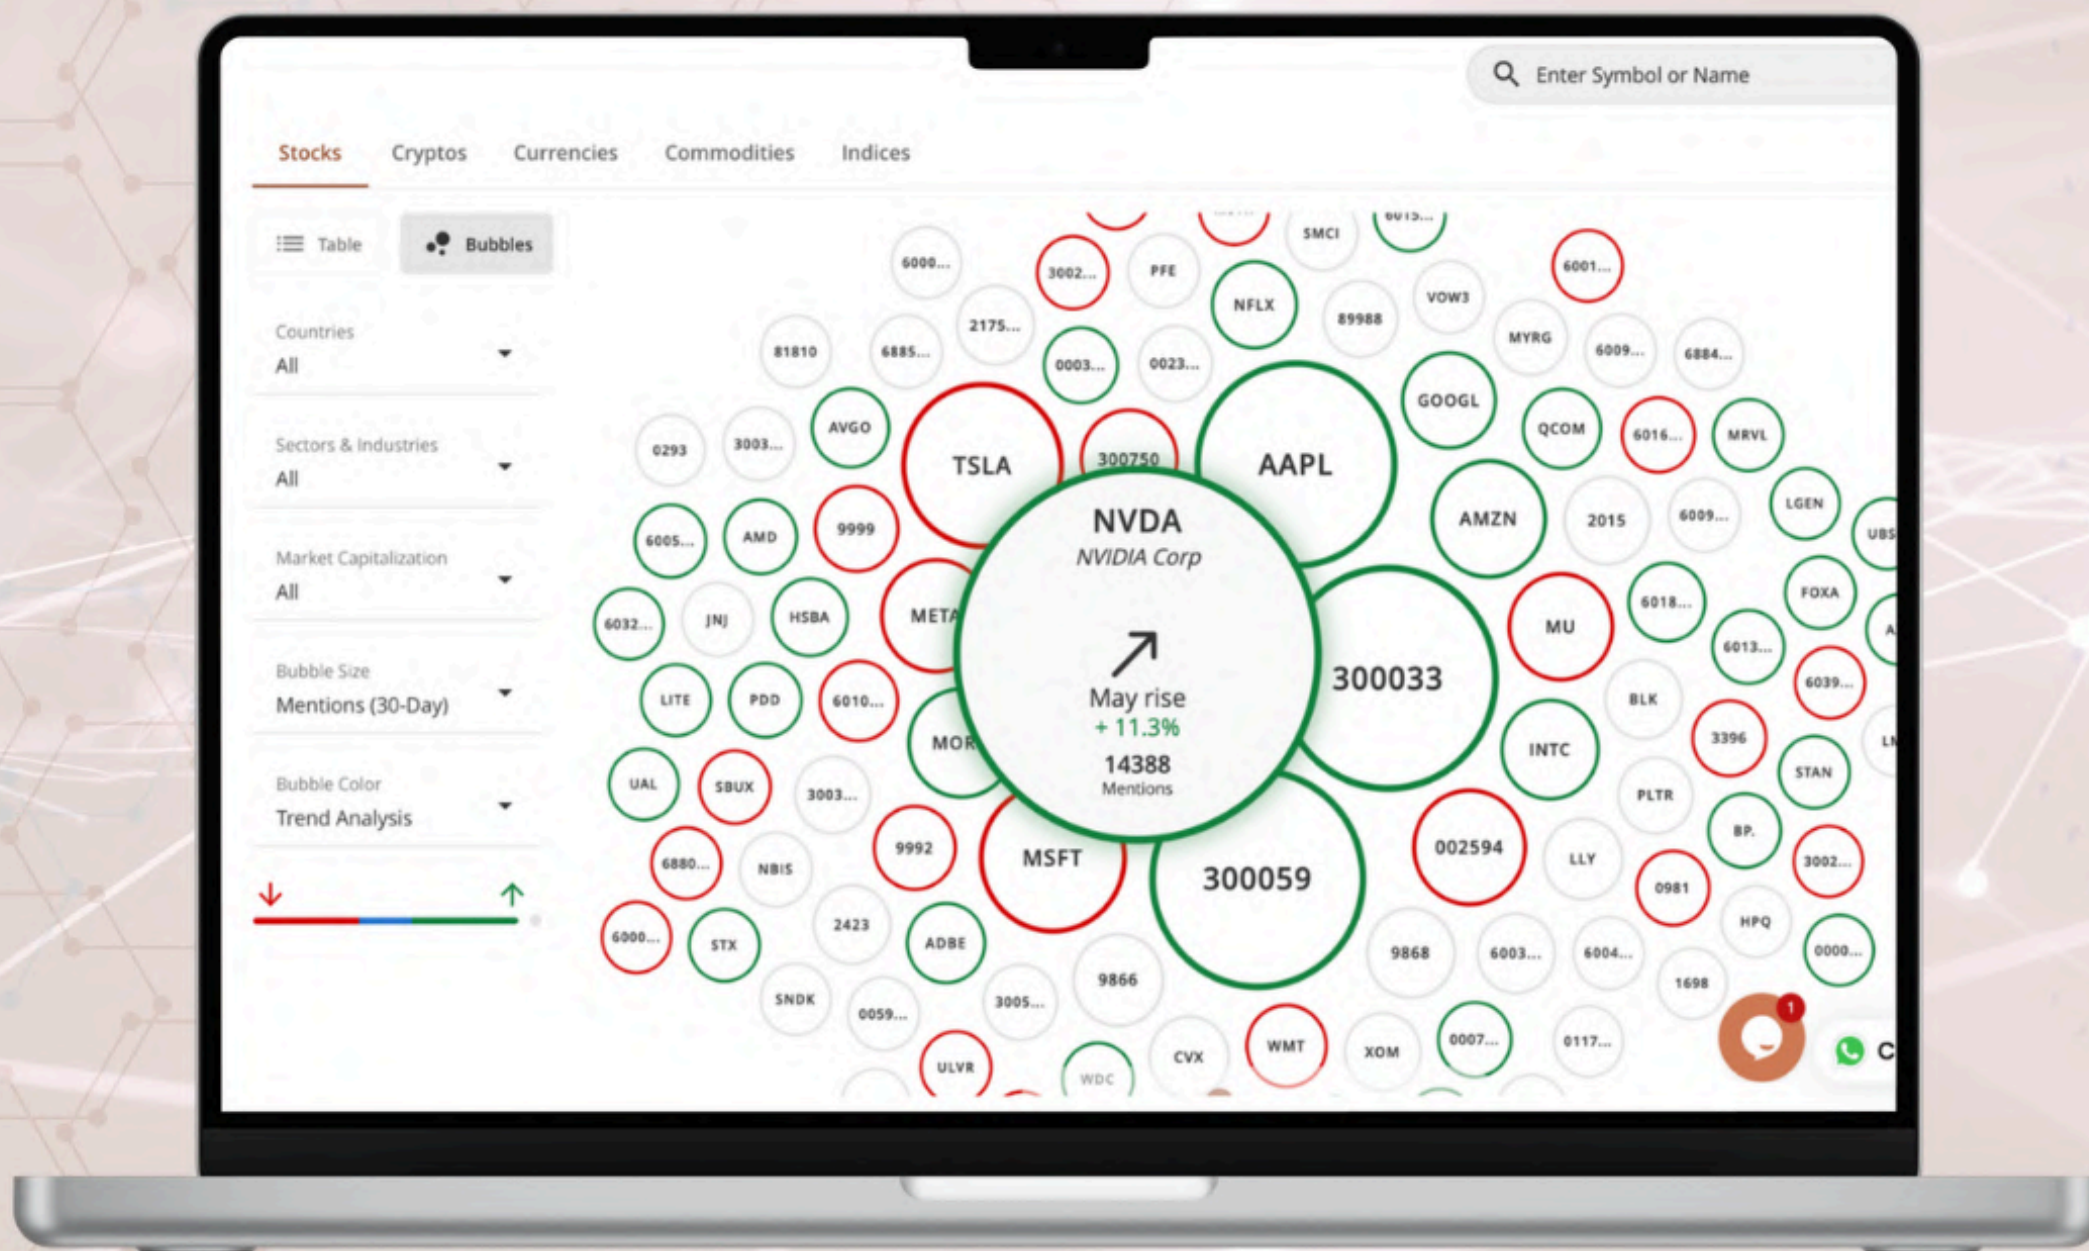 Enter Symbol or Name
Stocks Cryptos Currencies Commodities Indices
Table Bubbles
Countries
All
Sectors & Industries
All
Market Capitalization
All
Bubble Size
Mentions (30-Day)
Bubble Color
Trend Analysis
6015...
SMCI
6000... 3002... PFE 6001...
NFLX VOW3
2175... 89988
81810 6885... 0003... 0023... MYRG 6009... 6884...
AVGO GOOGL
0293 3003... QCOM 6016... MRVL
TSLA 300750 AAPL
LGEN
6005... AMD 9999 AMZN 2015 6009...
UBS
NVDA
NVIDIA Corp
FOXA
6032... JNJ HSBA META MU 6018...
6013...
300033
May rise
+ 11.3%
14388
Mentions
LITE PDD 6010... BLK 6039...
MOR INTC 3396
STAN
UAL SBUX 3003... PLTR
BP.
6880... NBIS 9992 MSFT 300059 002594 LLY 0981 3002...
6000... STX 2423 ADBE 9868 6003... 6004... HPQ 0000...
9866 1698
SNDK 0059... 3005...
1
ULVR WDC CVX WMT XOM 0007... 0117...
C